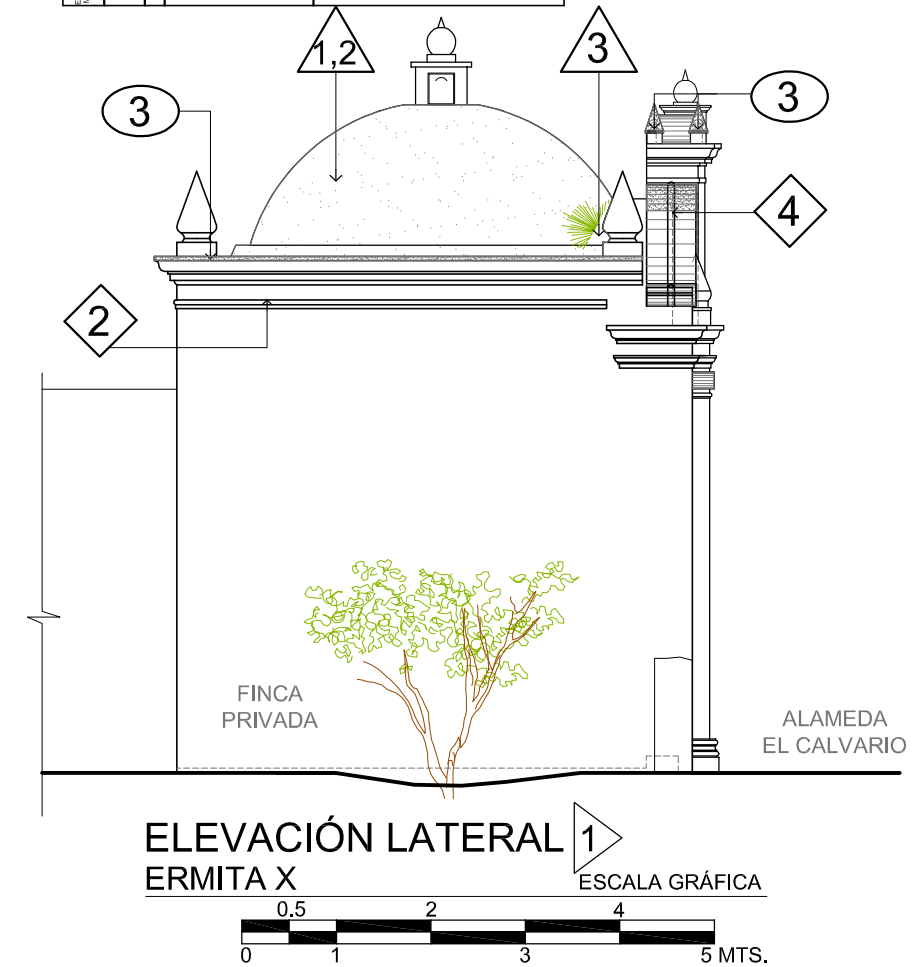 1,2
3
3
3
4
2
FINCA
PRIVADA
ALAMEDA
EL CALVARIO
ELEVACIÓN LATERAL 1
ERMITA X
ESCALA GRÁFICA
0.5 2 4
0 1 3 5 MTS.